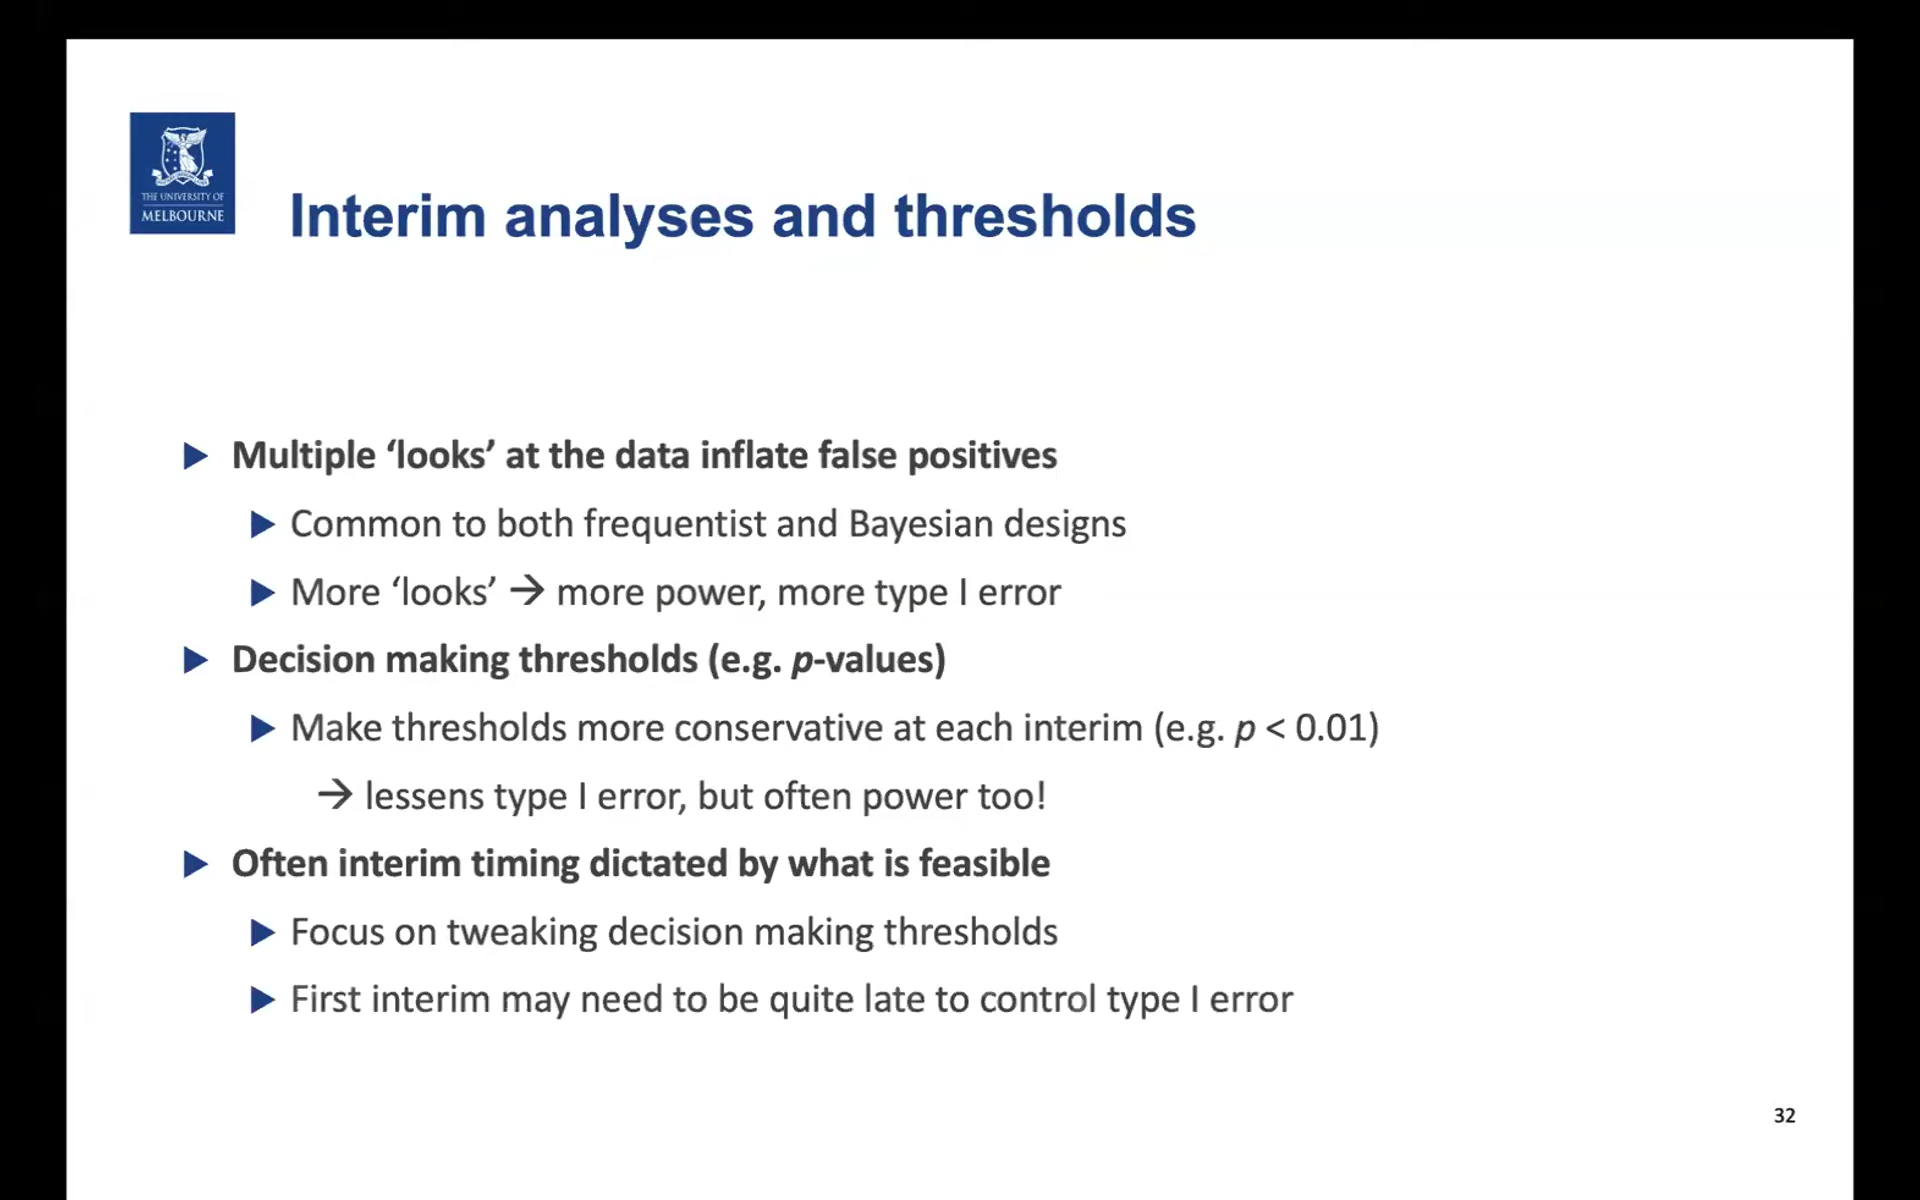 THE UNIVERSITY OF
MELBOURNE
Interim analyses and thresholds
Multiple ‘looks’ at the data inflate false positives
Common to both frequentist and Bayesian designs
More ‘looks’ → more power, more type I error
Decision making thresholds (e.g. p-values)
Make thresholds more conservative at each interim (e.g. p < 0.01)
→ lessens type I error, but often power too!
Often interim timing dictated by what is feasible
Focus on tweaking decision making thresholds
First interim may need to be quite late to control type I error
32